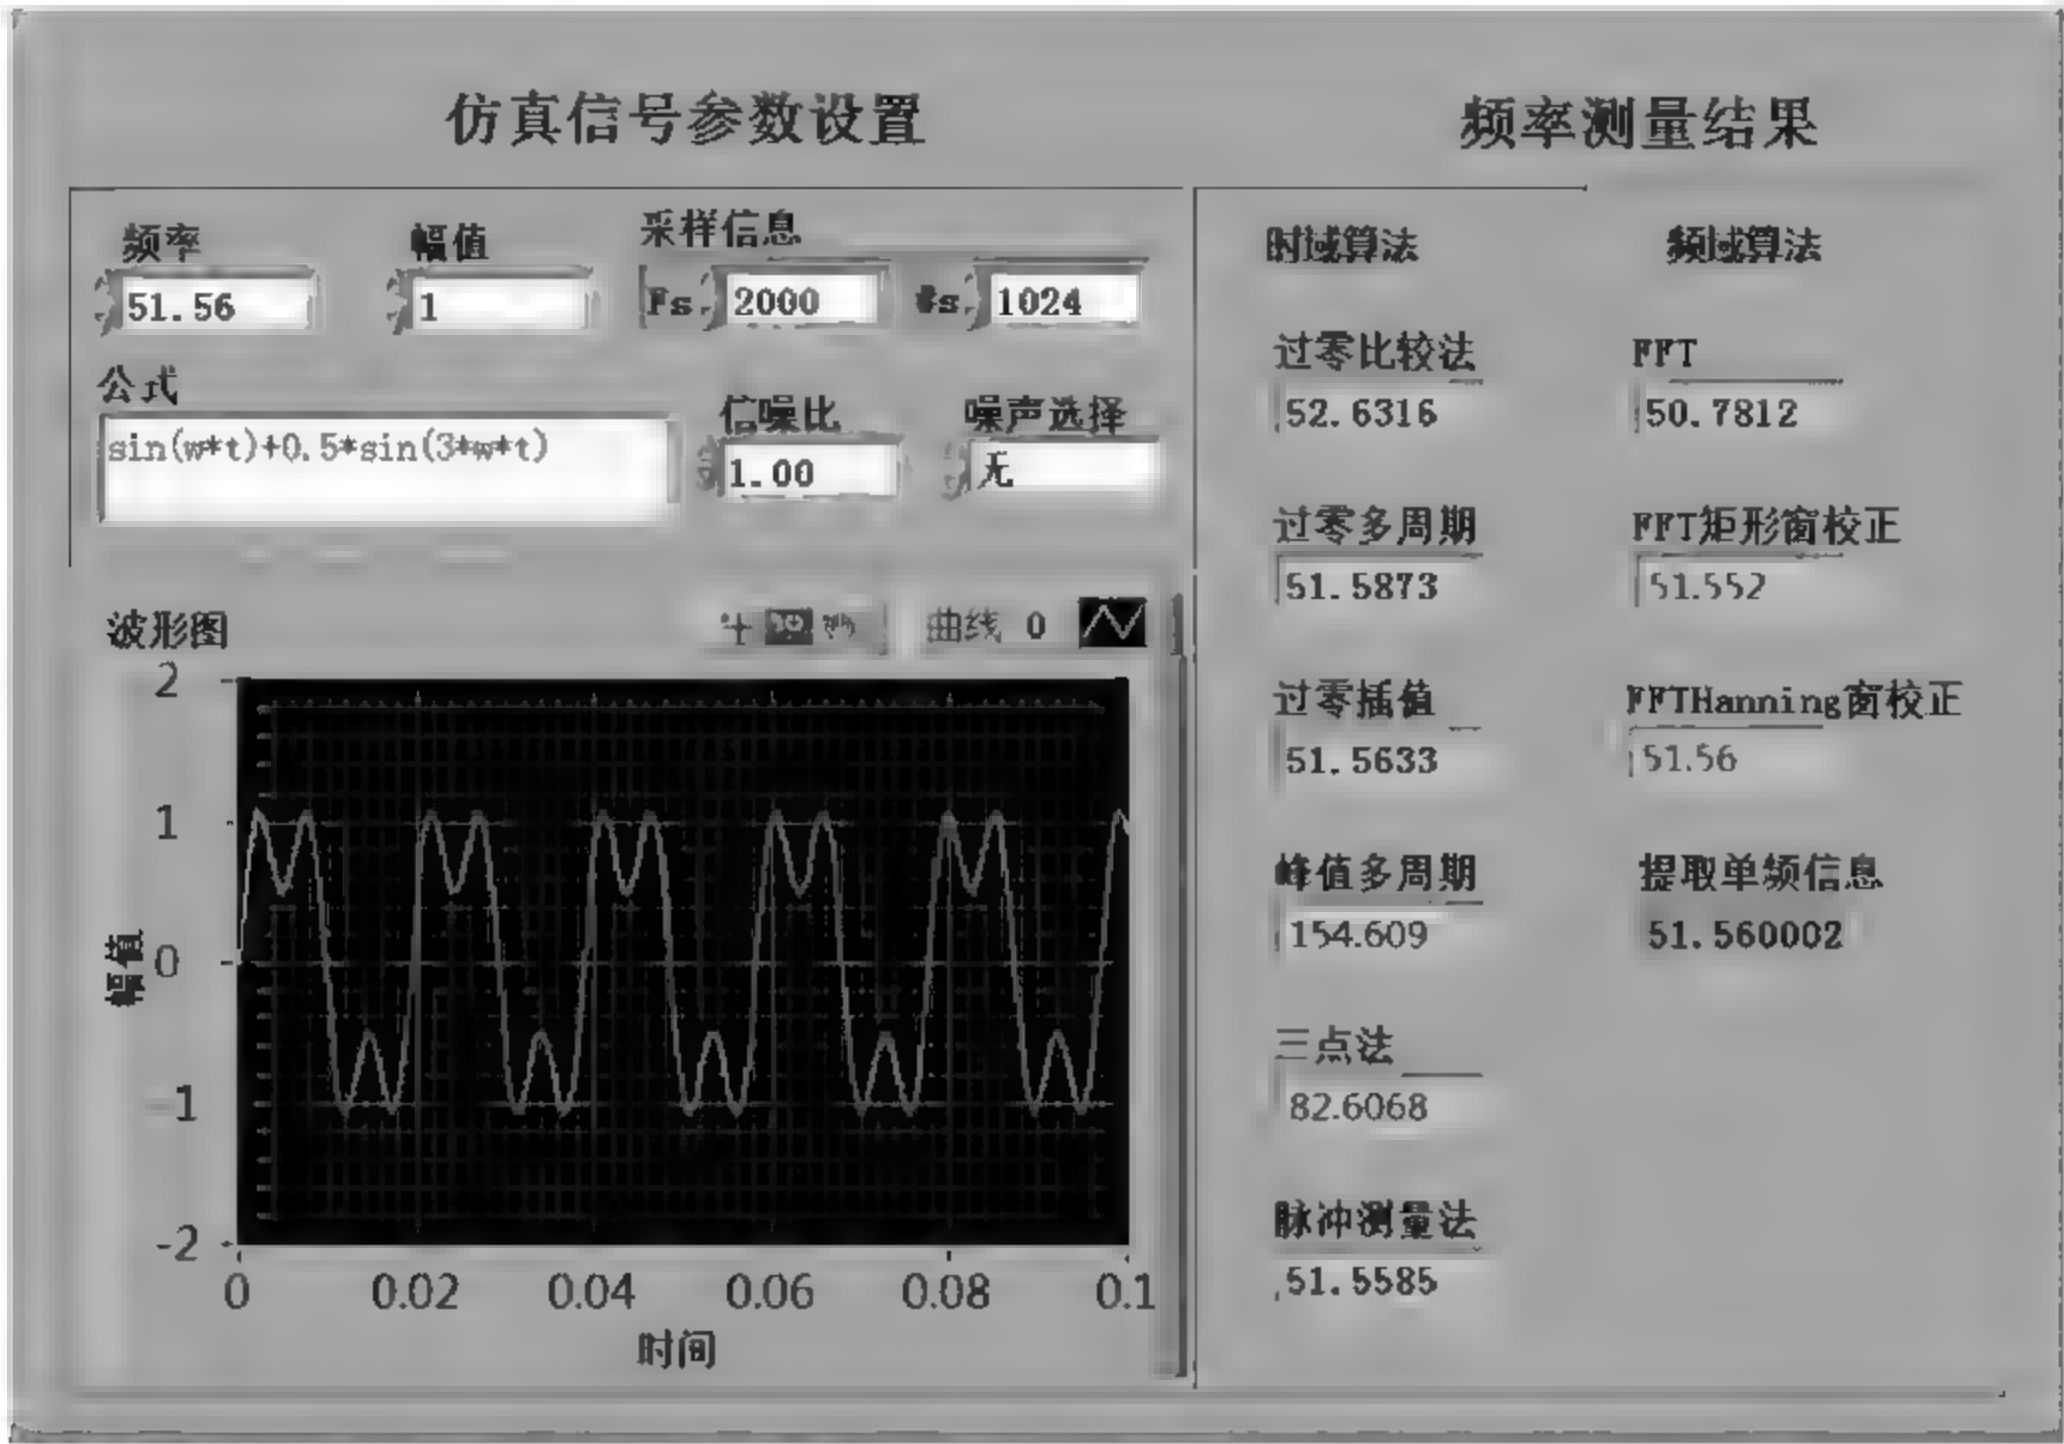 仿真信号参数设置
频率测量结果
频率 幅值 采样信息
51.56 1 Fs 2000 #s 1024
公式
sin(w*t)+0.5*sin(3*w*t)
信噪比 噪声选择
1.00 无
波形图 曲线 0
2
1
0
-1
-2
幅值
0 0.02 0.04 0.06 0.08 0.1
时间
时域算法 频域算法
过零比较法 FFT
52.6316 50.7812
过零多周期 FFT矩形窗校正
51.5873 51.552
过零插值 FFTHanning窗校正
51.5633 51.56
峰值多周期 提取单频信息
154.609 51.560002
三点法
82.6068
脉冲测量法
51.5585